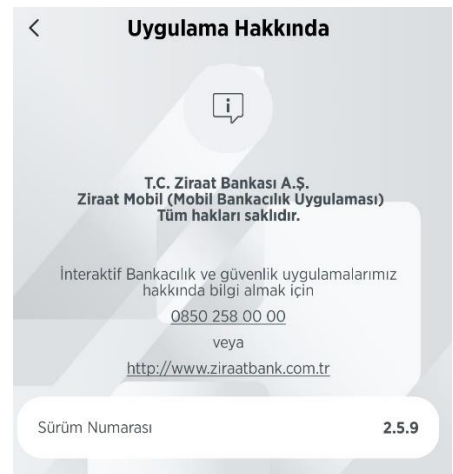 Uygulama Hakkında
T.C. Ziraat Bankası A.Ş.
Ziraat Mobil (Mobil Bankacılık Uygulaması)
Tüm hakları saklıdır.
İnteraktif Bankacılık ve güvenlik uygulamalarımız
hakkında bilgi almak için
0850 258 00 00
veya
http://www.ziraatbank.com.tr
Sürüm Numarası 2.5.9